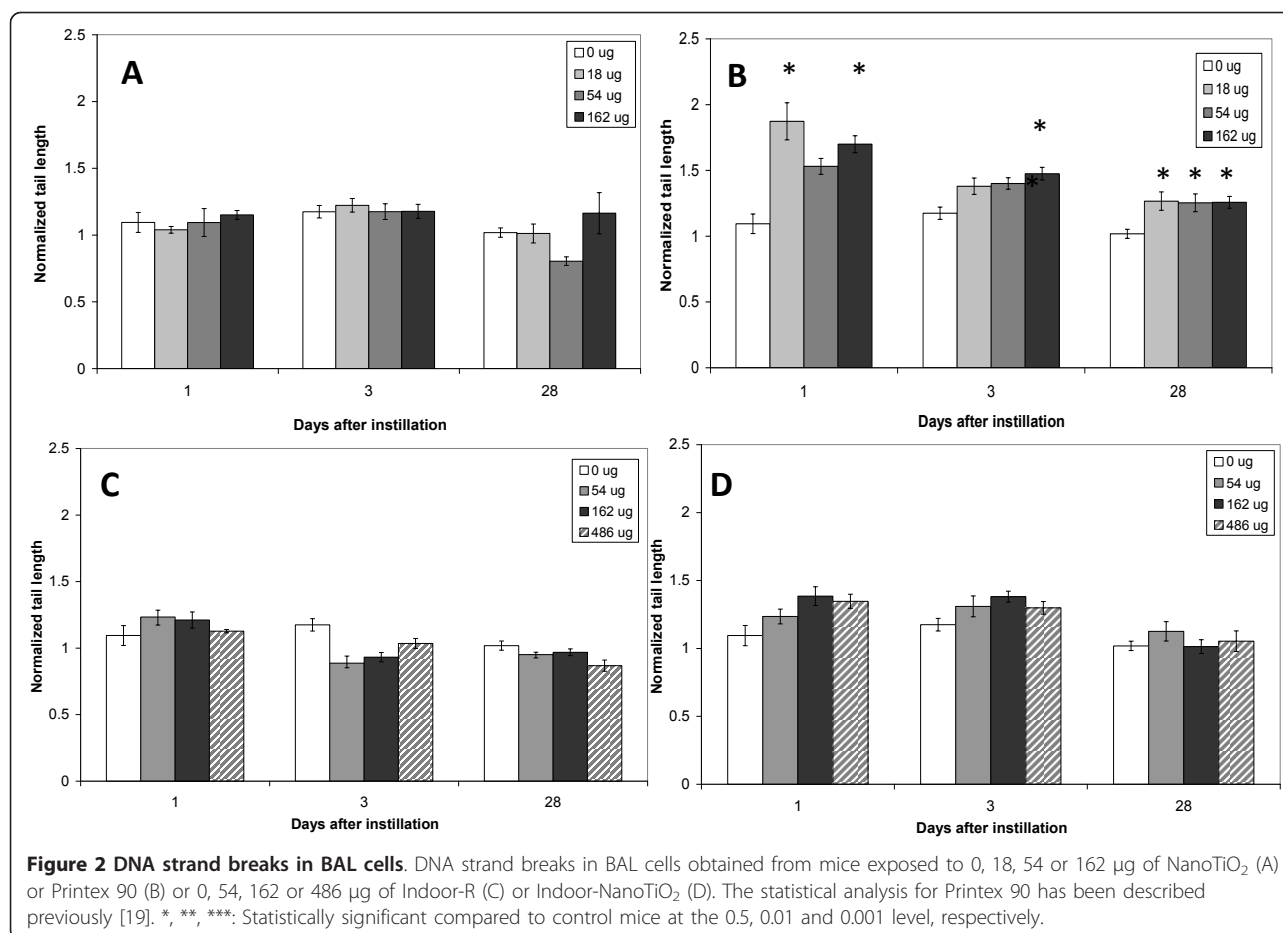 2.5
2
1.5
1
0.5
0
Normalized tail length
A
0 ug
18 ug
54 ug
162 ug
1 3 28
Days after instillation
2.5
2
1.5
1
0.5
0
Normalized tail length
B
* *
*
*
* * *
0 ug
18 ug
54 ug
162 ug
1 3 28
Days after instillation
2.5
2
1.5
1
0.5
0
Normalized tail length
C
0 ug
54 ug
162 ug
486 ug
1 3 28
Days after instillation
2.5
2
1.5
1
0.5
0
Normalized tail length
D
0 ug
54 ug
162 ug
486 ug
1 3 28
Days after instillation
Figure 2 DNA strand breaks in BAL cells. DNA strand breaks in BAL cells obtained from mice exposed to 0, 18, 54 or 162 μg of NanoTiO₂ (A)
or Printex 90 (B) or 0, 54, 162 or 486 μg of Indoor-R (C) or Indoor-NanoTiO₂ (D). The statistical analysis for Printex 90 has been described
previously [19]. *, **, ***: Statistically significant compared to control mice at the 0.5, 0.01 and 0.001 level, respectively.